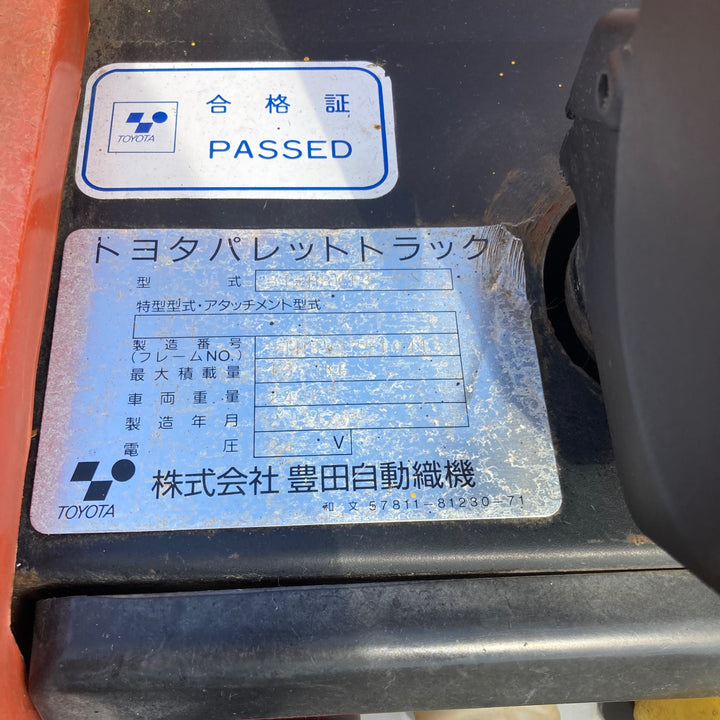 合格証
TOYOTA
PASSED
トヨタパレットトラック
型式
特型型式・アタッチメント型式
製造番号
(フレームNO.)
最大積載量
車両重量
製造年月
電圧 V
TOYOTA
株式会社 豊田自動織機
和文 57811-81230-71